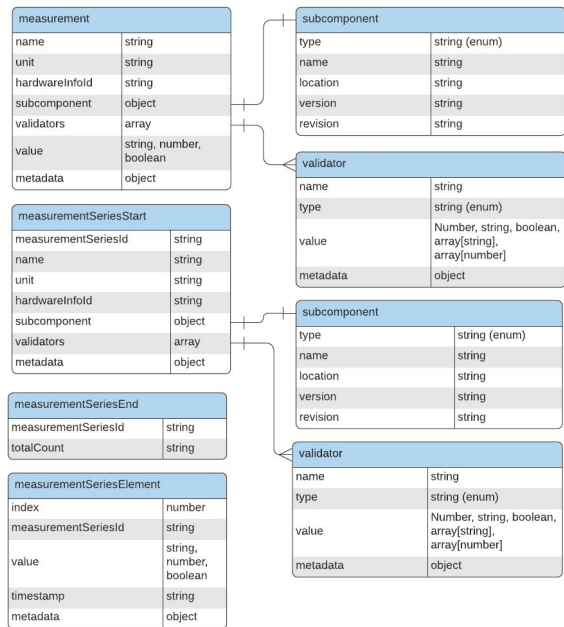 measurement
name string
unit string
hardwareInfoId string
subcomponent object
validators array
value string, number,
boolean
metadata object
subcomponent
type string (enum)
name string
location string
version string
revision string
validator
name string
type string (enum)
value Number, string, boolean,
array[string],
array[number]
metadata object
measurementSeriesStart
measurementSeriesId string
name string
unit string
hardwareInfoId string
subcomponent object
validators array
metadata object
subcomponent
type string (enum)
name string
location string
version string
revision string
measurementSeriesEnd
measurementSeriesId string
totalCount string
validator
name string
type string (enum)
value Number, string, boolean,
array[string],
array[number]
metadata object
measurementSeriesElement
index number
measurementSeriesId string
value string,
number,
boolean
timestamp string
metadata object